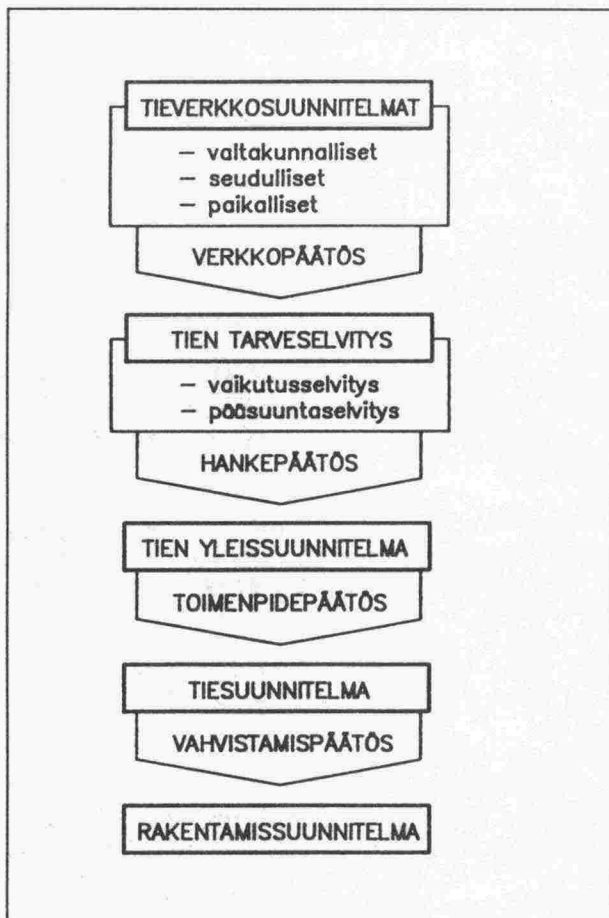 TIEVERKKOSUUNNITELMAT
– valtakunnalliset
– seudulliset
– paikalliset
VERKKOPÄÄTÖS
TIEN TARVESELVITYS
– vaikutusselvitys
– pääsuuntaselvitys
HANKEPÄÄTÖS
TIEN YLEISSUUNNITELMA
TOIMENPIDEPÄÄTÖS
TIESUUNNITELMA
VAHVISTAMISPÄÄTÖS
RAKENTAMISSUUNNITELMA